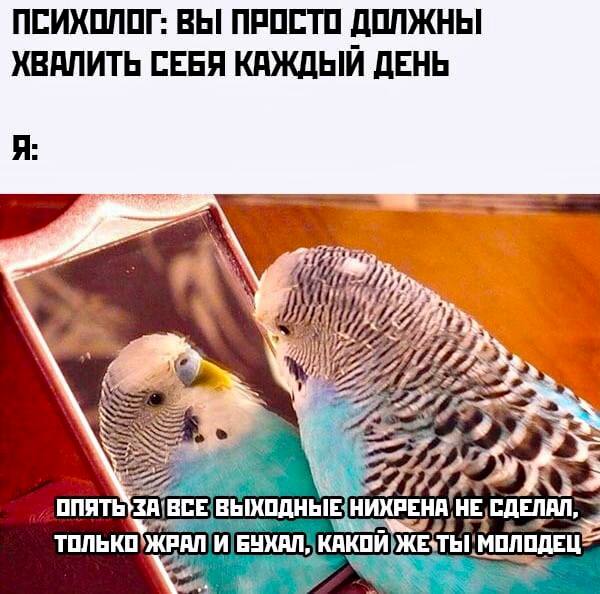 ПСИХОЛОГ: ВЫ ПРОСТО ДОЛЖНЫ
ХВАЛИТЬ СЕБЯ КАЖДЫЙ ДЕНЬ
Я:
ОПЯТЬ ЗА ВСЕ ВЫХОДНЫЕ НИХРЕНА НЕ СДЕЛАЛ,
ТОЛЬКО ЖРАЛ И БУХАЛ, КАКОЙ ЖЕ ТЫ МОЛОДЕЦ